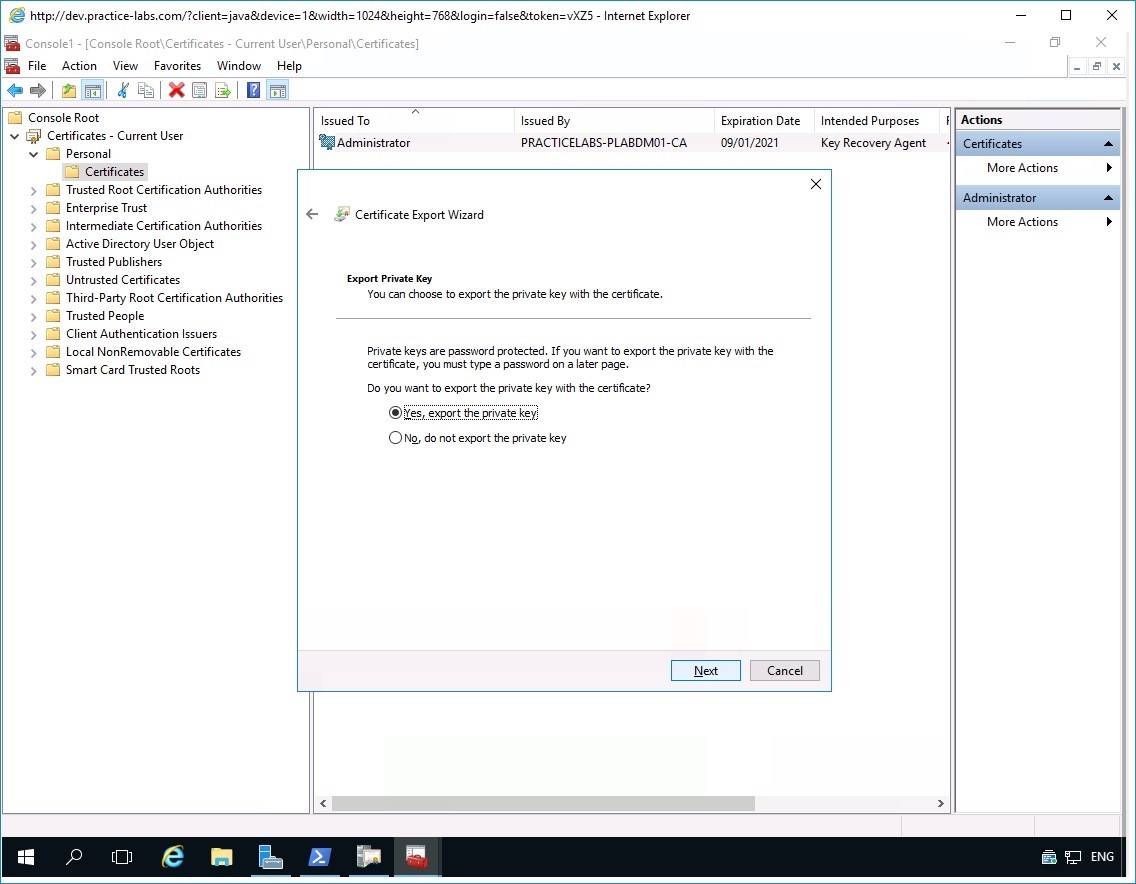 http://dev.practice-labs.com/?client=java&device=1&width=1024&height=768&login=false&token=vXZ5 - Internet Explorer
Console1 - [Console Root\Certificates - Current User\Personal\Certificates]
File Action View Favorites Window Help
Console Root
Certificates - Current User
Personal
Certificates
Trusted Root Certification Authorities
Enterprise Trust
Intermediate Certification Authorities
Active Directory User Object
Trusted Publishers
Untrusted Certificates
Third-Party Root Certification Authorities
Trusted People
Client Authentication Issuers
Local NonRemovable Certificates
Smart Card Trusted Roots
Issued To Issued By Expiration Date Intended Purposes
Administrator PRACTICELABS-PLABDM01-CA 09/01/2021 Key Recovery Agent
Certificate Export Wizard
Export Private Key
You can choose to export the private key with the certificate.
Private keys are password protected. If you want to export the private key with the
certificate, you must type a password on a later page.
Do you want to export the private key with the certificate?
Yes, export the private key
No, do not export the private key
Next Cancel
Actions
Certificates
More Actions
Administrator
More Actions
ENG